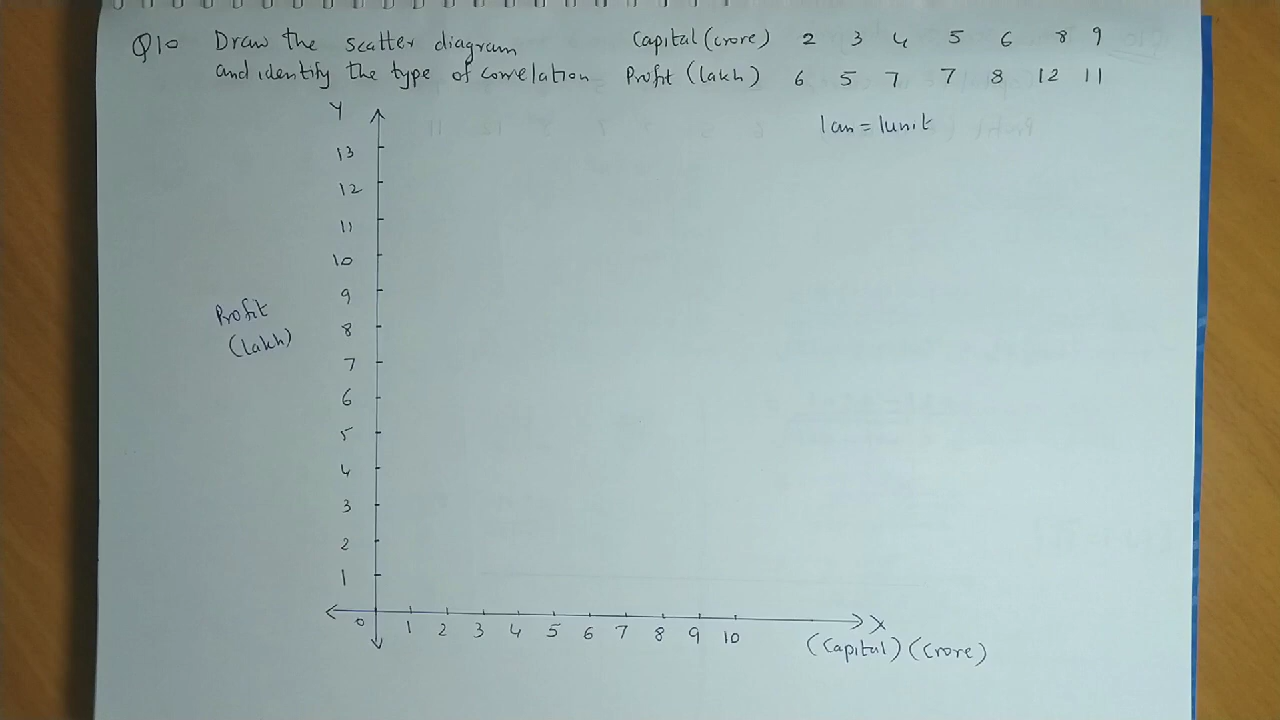 Q10 Draw the scatter diagram Capital (crore) 2 3 4 5 6 8 9
and identify the type of correlation Profit (lakh) 6 5 7 7 8 12 11
1cm = 1unit
Y
13
12
11
10
9
Profit
(lakh)
8
7
6
5
4
3
2
1
0 1 2 3 4 5 6 7 8 9 10
X
(Capital) (Crore)